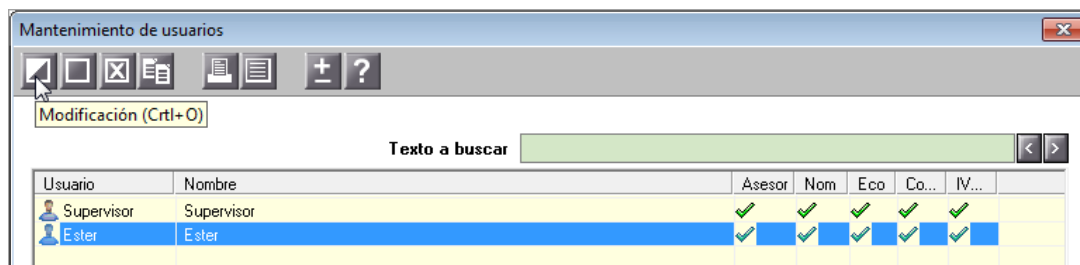 Mantenimiento de usuarios
Modificación (Crtl+O)
Texto a buscar
Usuario Nombre Asesor Nom Eco Co... IV...
Supervisor Supervisor
Ester Ester